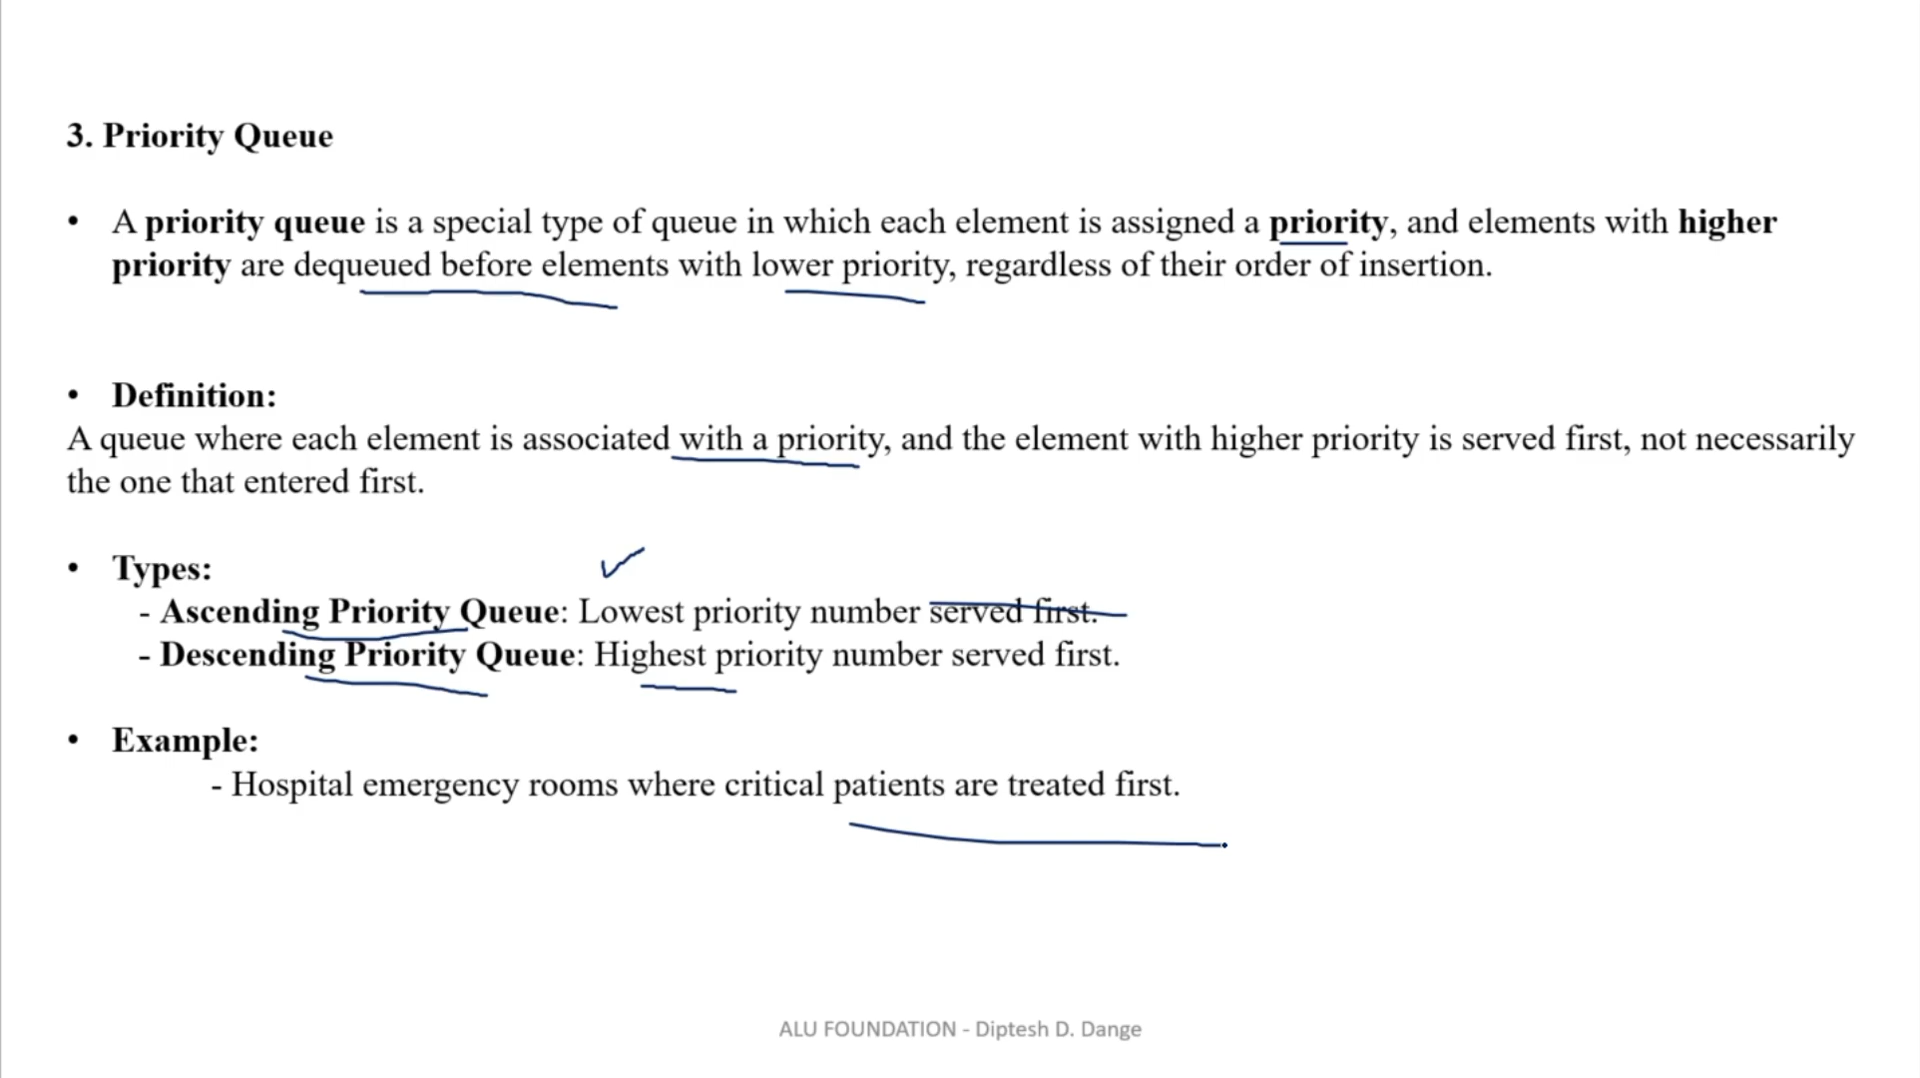 3. Priority Queue
• A priority queue is a special type of queue in which each element is assigned a priority, and elements with higher
priority are dequeued before elements with lower priority, regardless of their order of insertion.
• Definition:
A queue where each element is associated with a priority, and the element with higher priority is served first, not necessarily
the one that entered first.
• Types:
- Ascending Priority Queue: Lowest priority number served first.
- Descending Priority Queue: Highest priority number served first.
• Example:
- Hospital emergency rooms where critical patients are treated first.
ALU FOUNDATION - Diptesh D. Dange